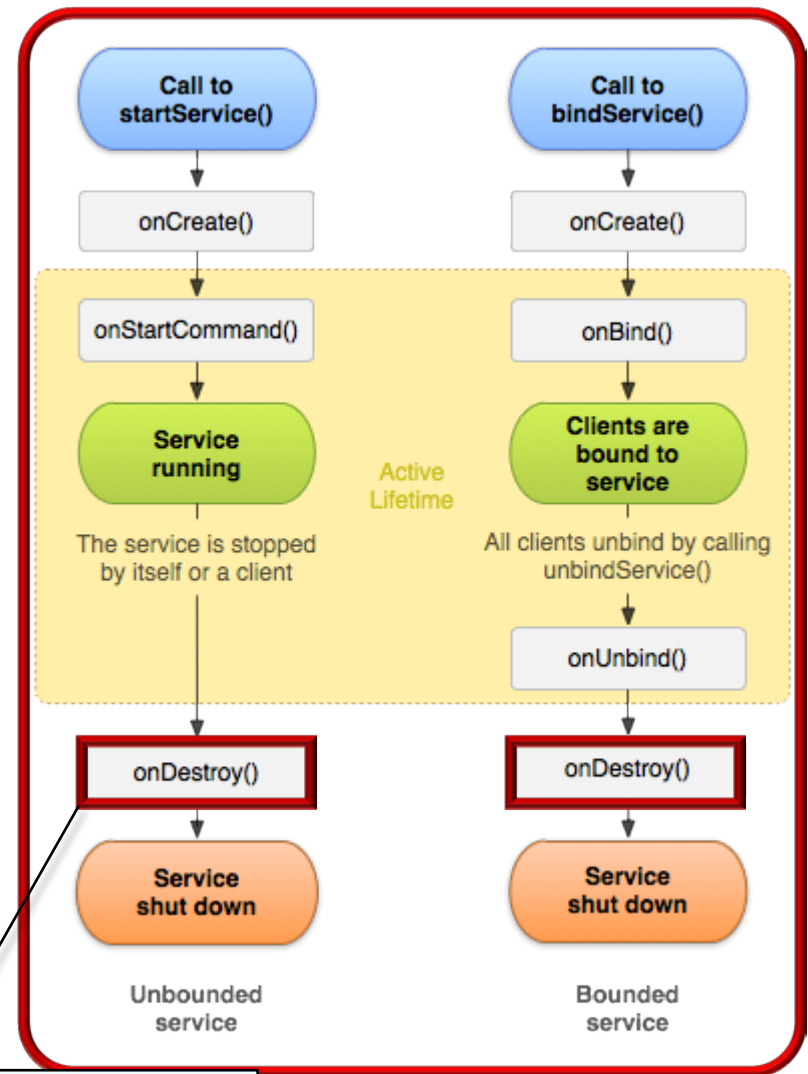 Call to
startService()
onCreate()
onStartCommand()
Service
running
The service is stopped
by itself or a client
onDestroy()
Service
shut down
Unbounded
service
Active
Lifetime
Call to
bindService()
onCreate()
onBind()
Clients are
bound to
service
All clients unbind by calling
unbindService()
onUnbind()
onDestroy()
Service
shut down
Bounded
service